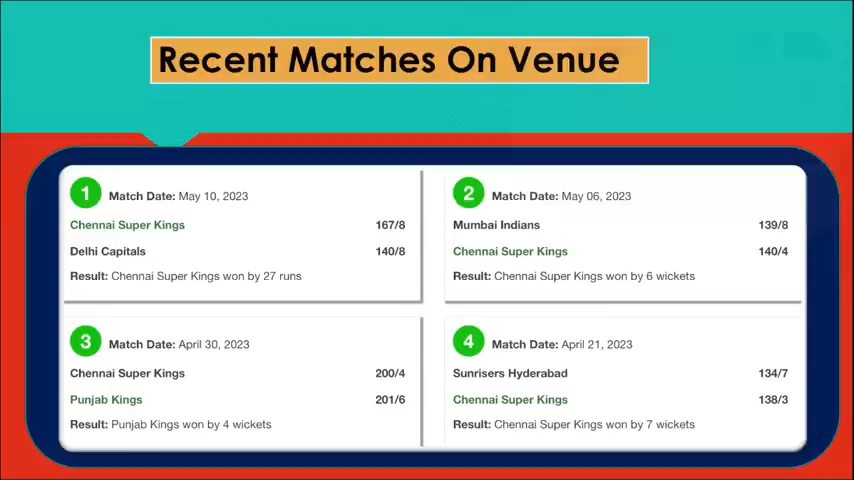 Recent Matches On Venue
1 Match Date: May 10, 2023
Chennai Super Kings 167/8
Delhi Capitals 140/8
Result: Chennai Super Kings won by 27 runs
2 Match Date: May 06, 2023
Mumbai Indians 139/8
Chennai Super Kings 140/4
Result: Chennai Super Kings won by 6 wickets
3 Match Date: April 30, 2023
Chennai Super Kings 200/4
Punjab Kings 201/6
Result: Punjab Kings won by 4 wickets
4 Match Date: April 21, 2023
Sunrisers Hyderabad 134/7
Chennai Super Kings 138/3
Result: Chennai Super Kings won by 7 wickets